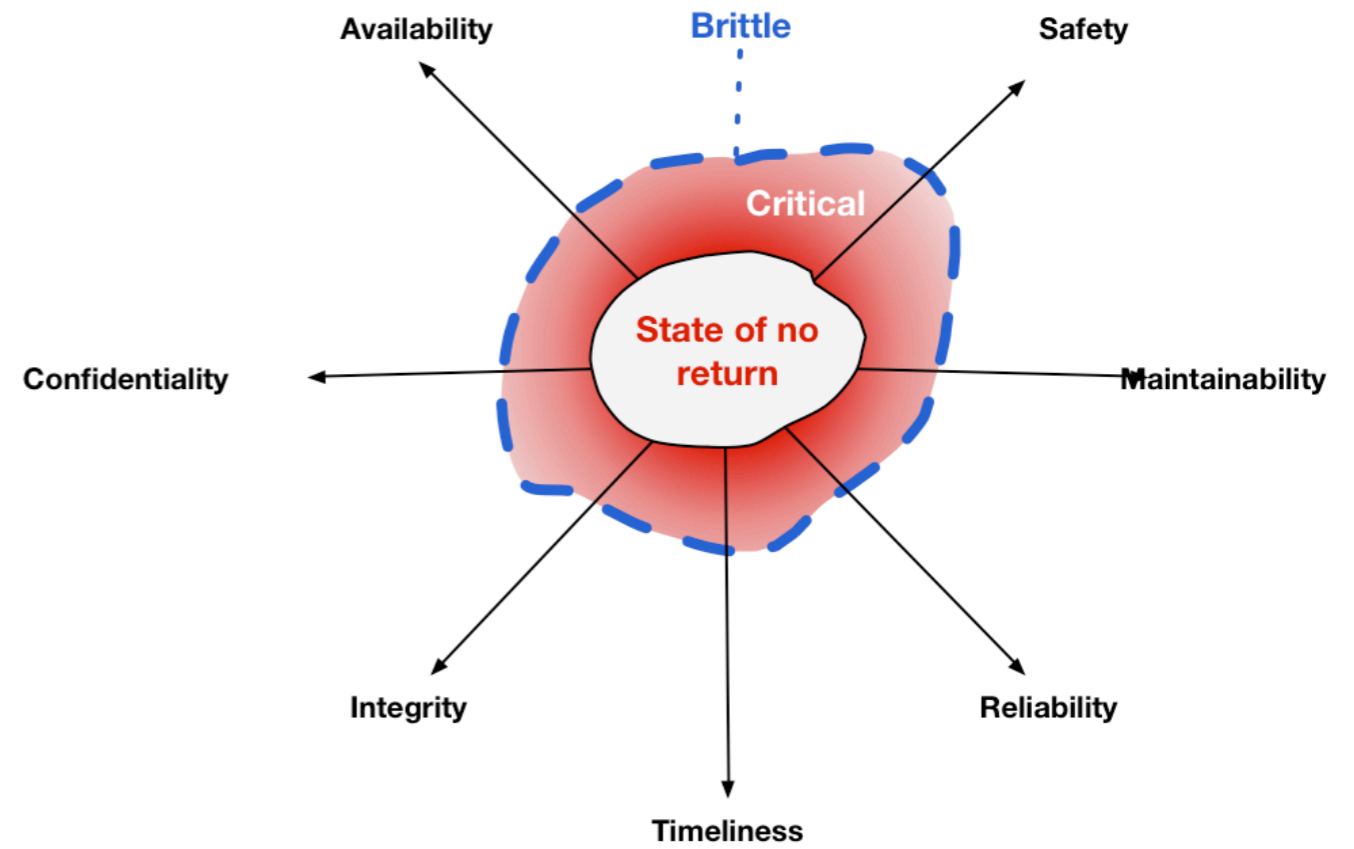 Availability
Brittle
Safety
Critical
State of no
return
Confidentiality
Maintainability
Integrity
Reliability
Timeliness